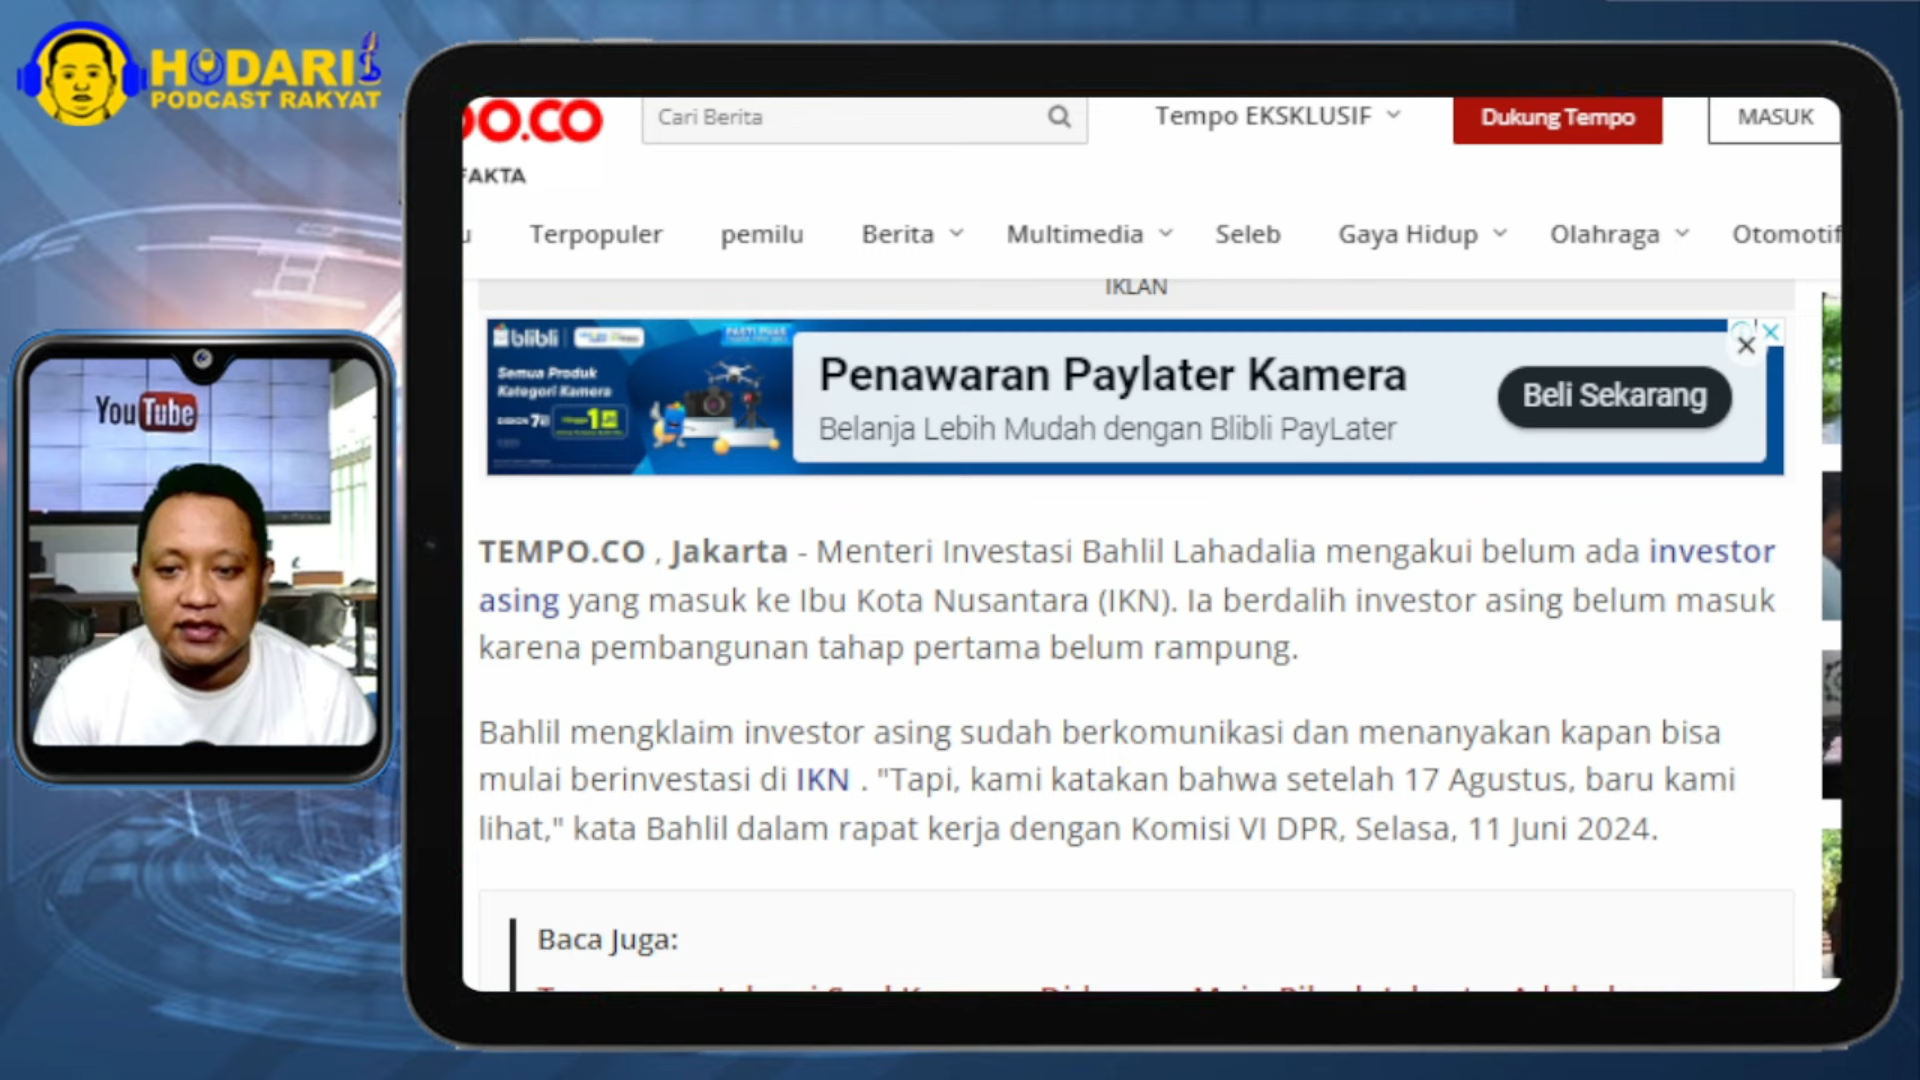 HODARI
PODCAST RAKYAT
YouTube
O.CO
Cari Berita
Tempo EKSKLUSIF
Dukung Tempo
MASUK
FAKTA
Terpopuler
pemilu
Berita
Multimedia
Seleb
Gaya Hidup
Olahraga
Otomotif
IKLAN
blibli
Semua Produk
Kategori Kamera
Penawaran Paylater Kamera
Belanja Lebih Mudah dengan Blibli PayLater
Beli Sekarang
TEMPO.CO , Jakarta - Menteri Investasi Bahlil Lahadalia mengakui belum ada investor
asing yang masuk ke Ibu Kota Nusantara (IKN). Ia berdalih investor asing belum masuk
karena pembangunan tahap pertama belum rampung.
Bahlil mengklaim investor asing sudah berkomunikasi dan menanyakan kapan bisa
mulai berinvestasi di IKN . "Tapi, kami katakan bahwa setelah 17 Agustus, baru kami
lihat," kata Bahlil dalam rapat kerja dengan Komisi VI DPR, Selasa, 11 Juni 2024.
Baca Juga: